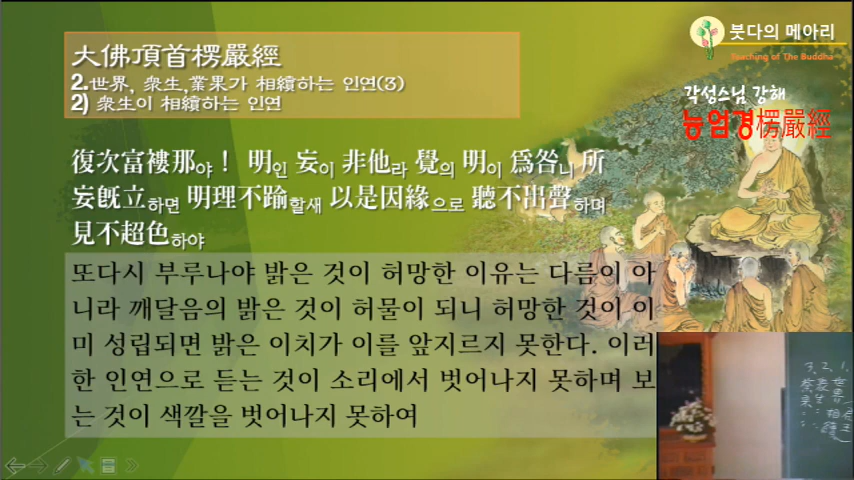 大佛頂首楞嚴經
2.世界, 衆生,業果가 相續하는 인연(3)
2) 衆生이 相續하는 인연
붓다의 메아리
Teaching of The Buddha
각성스님 강해
능엄경楞嚴經
復次富褸那야 ! 明인 妄이 非他라 覺의 明이 爲咎니 所
妄旣立하면 明理不踰할새 以是因緣으로 聽不出聲하며
見不超色하야
또다시 부루나야 밝은 것이 허망한 이유는 다름이 아
니라 깨달음의 밝은 것이 허물이 되니 허망한 것이 이
미 성립되면 밝은 이치가 이를 앞지르지 못한다. 이러
한 인연으로 듣는 것이 소리에서 벗어나지 못하며 보
는 것이 색깔을 벗어나지 못하여
3. 2. 1.